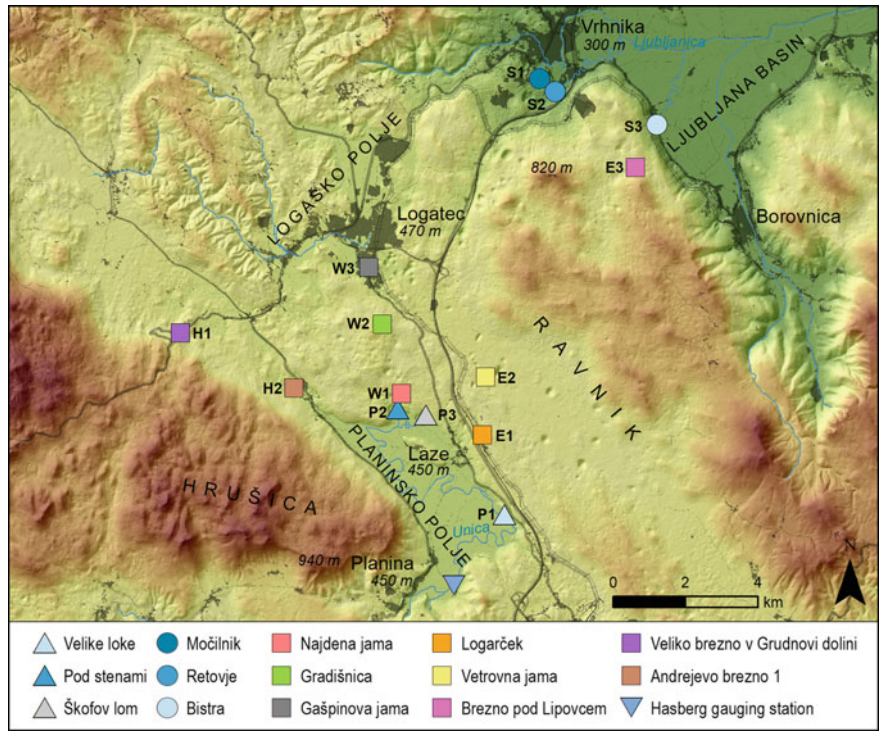 Vrhnika
300 m
Ljubljanica
S1
S2
S3
LJUBLJANA BASIN
820 m
E3
LOGAŠKO POLJE
Logatec
470 m
Borovnica
W3
W2
H1
RAVNIK
H2
W1
E2
P2
P3
E1
Laze
450 m
HRUŠICA
PLANINSKO POLJE
P1
Unica
940 m
Planina
450 m
N
0 2 4
km
Velike loke
Močilnik
Najdena jama
Logarček
Veliko brezno v Grudnovi dolini
Pod stenami
Retovje
Gradišnica
Vetrovna jama
Andrejevo brezno 1
Škofov lom
Bistra
Gašpinova jama
Brezno pod Lipovcem
Hasberg gauging station